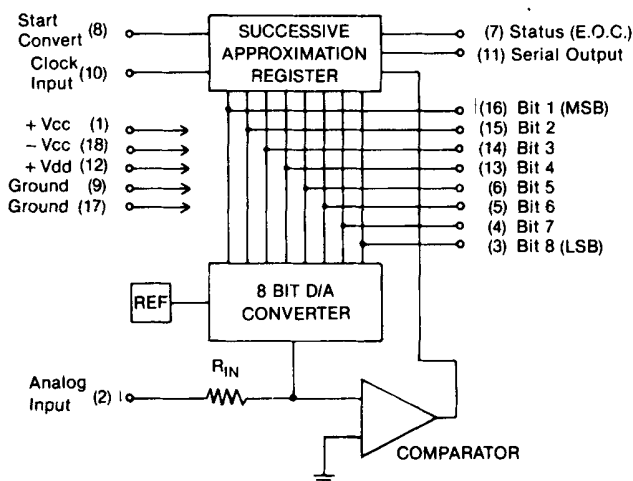 Start
Convert (8)
Clock
Input (10)
SUCCESSIVE
APPROXIMATION
REGISTER
(7) Status (E.O.C.)
(11) Serial Output
(16) Bit 1 (MSB)
(15) Bit 2
(14) Bit 3
(13) Bit 4
(6) Bit 5
(5) Bit 6
(4) Bit 7
(3) Bit 8 (LSB)
+ Vcc (1)
− Vcc (18)
+ Vdd (12)
Ground (9)
Ground (17)
REF
8 BIT D/A
CONVERTER
Analog
Input (2)
RIN
COMPARATOR